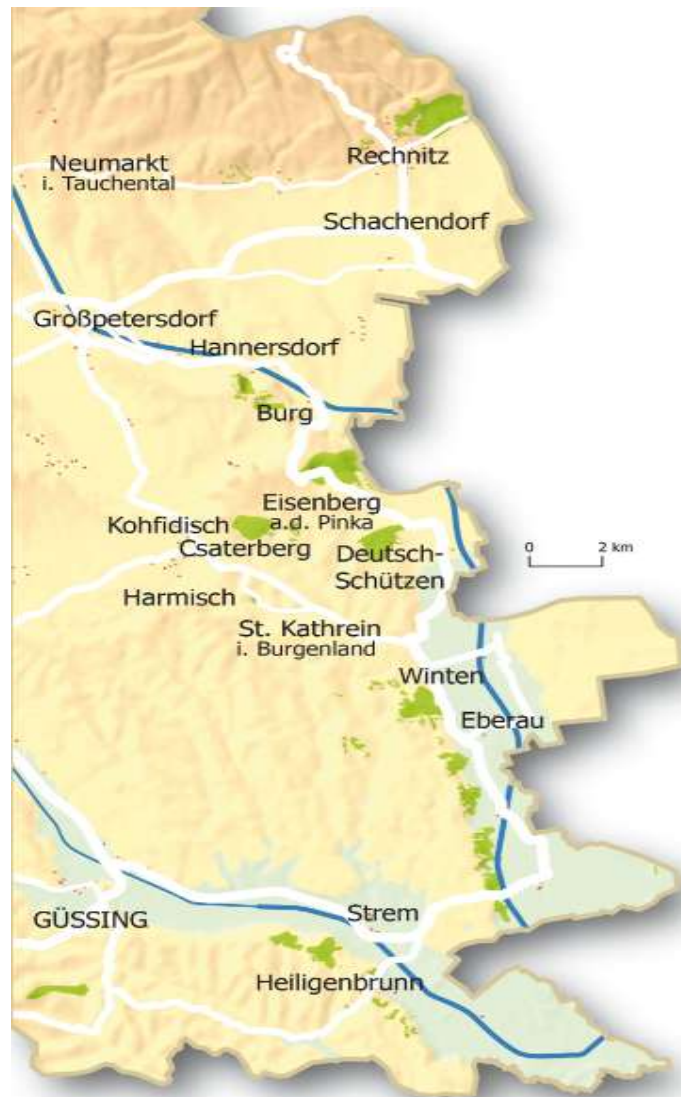 Rechnitz
Neumarkt
i. Tauchental
Schachendorf
Großpetersdorf
Hannersdorf
Burg
Eisenberg
a.d. Pinka
Kohfidisch
Csaterberg
Deutsch-
Schützen
0 2 km
Harmisch
St. Kathrein
i. Burgenland
Winten
Eberau
GÜSSING
Strem
Heiligenbrunn